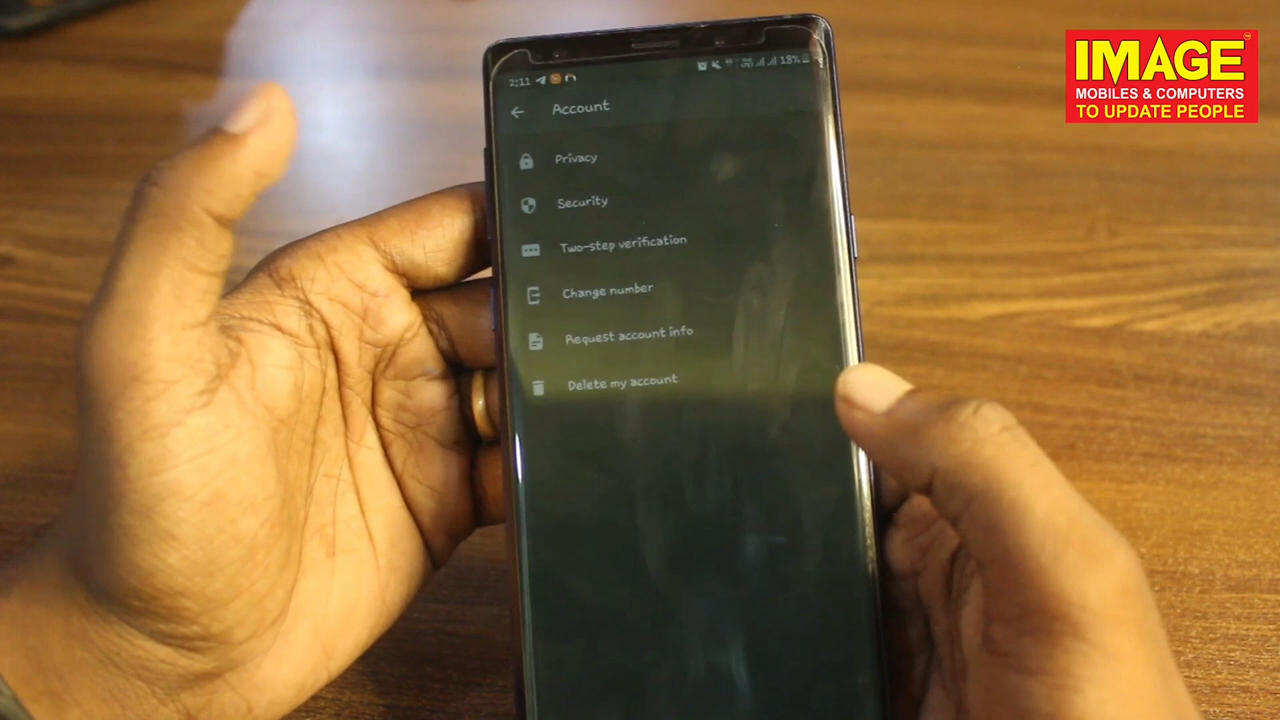 2:11
18%
Account
Privacy
Security
Two-step verification
Change number
Request account info
Delete my account
IMAGE
MOBILES & COMPUTERS
TO UPDATE PEOPLE